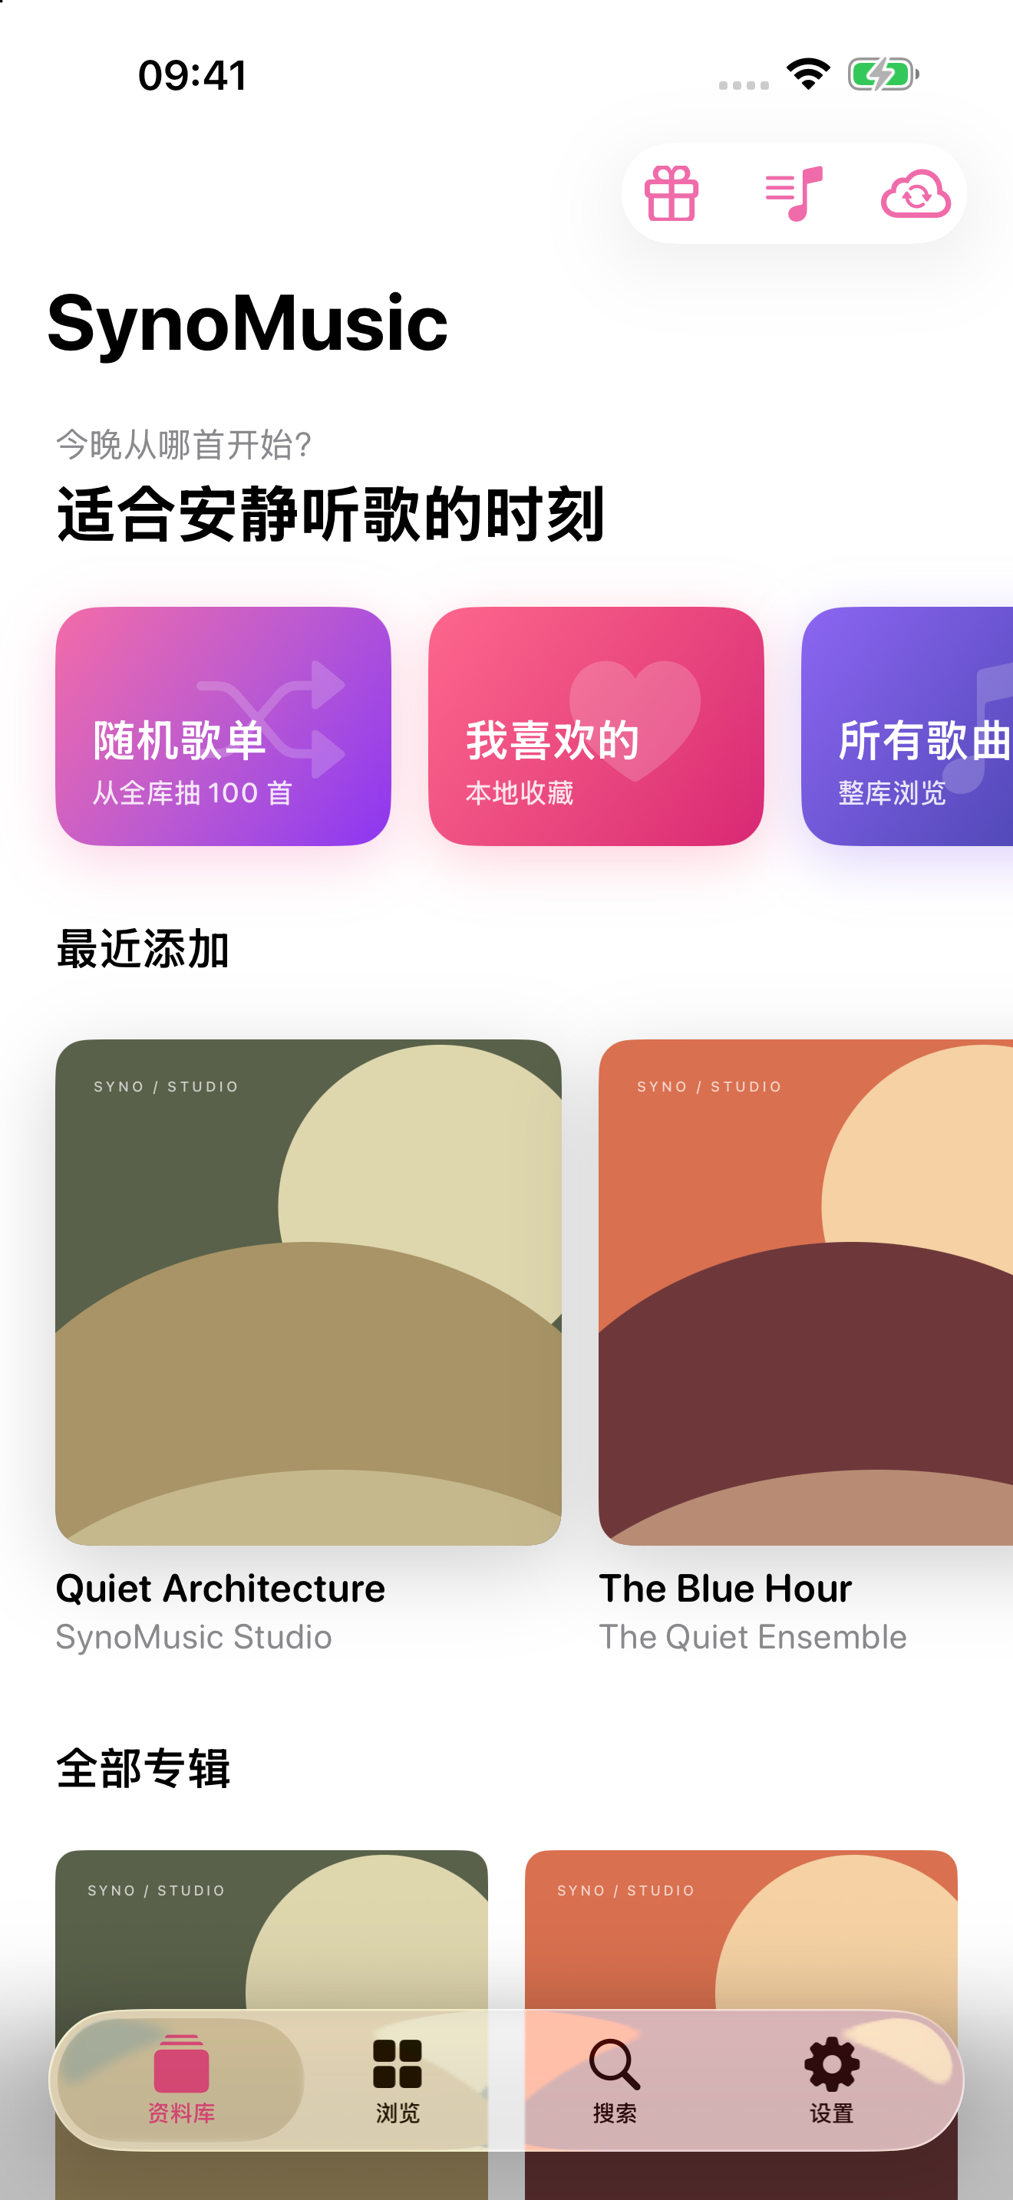 09:41
SynoMusic
今晚从哪首开始?
适合安静听歌的时刻
随机歌单
从全库抽 100 首
我喜欢的
本地收藏
所有歌曲
整库浏览
最近添加
SYNO / STUDIO
SYNO / STUDIO
Quiet Architecture
SynoMusic Studio
The Blue Hour
The Quiet Ensemble
全部专辑
SYNO / STUDIO
SYNO / STUDIO
资料库
浏览
搜索
设置